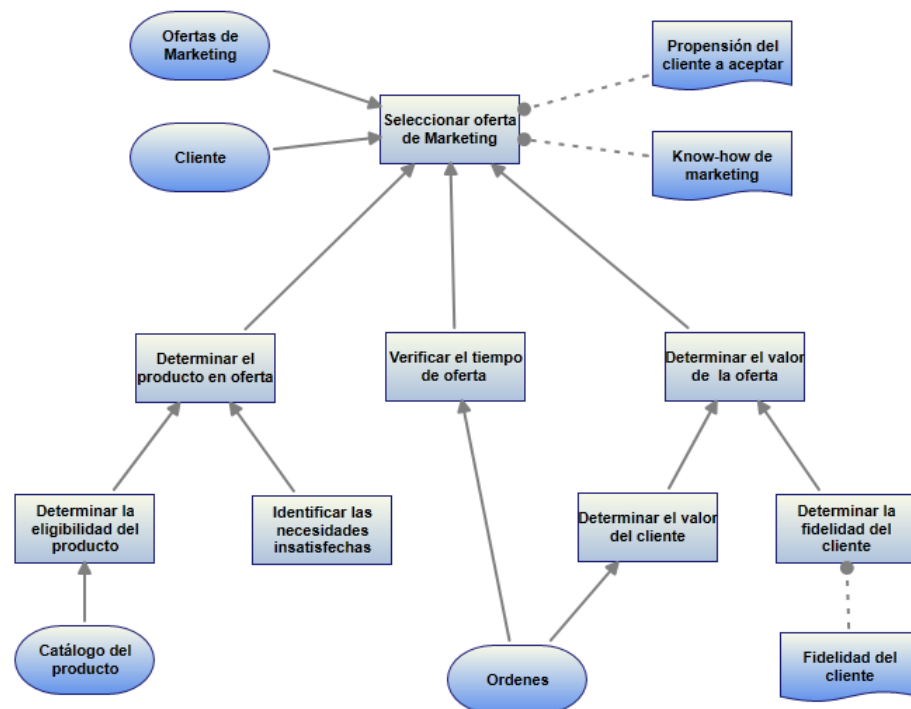 Ofertas de
Marketing
Propensión del
cliente a aceptar
Seleccionar oferta
de Marketing
Cliente
Know-how de
marketing
Determinar el
producto en oferta
Verificar el tiempo
de oferta
Determinar el valor
de la oferta
Determinar la
eligibilidad del
producto
Identificar las
necesidades
insatisfechas
Determinar el valor
del cliente
Determinar la
fidelidad del
cliente
Catálogo del
producto
Ordenes
Fidelidad del
cliente